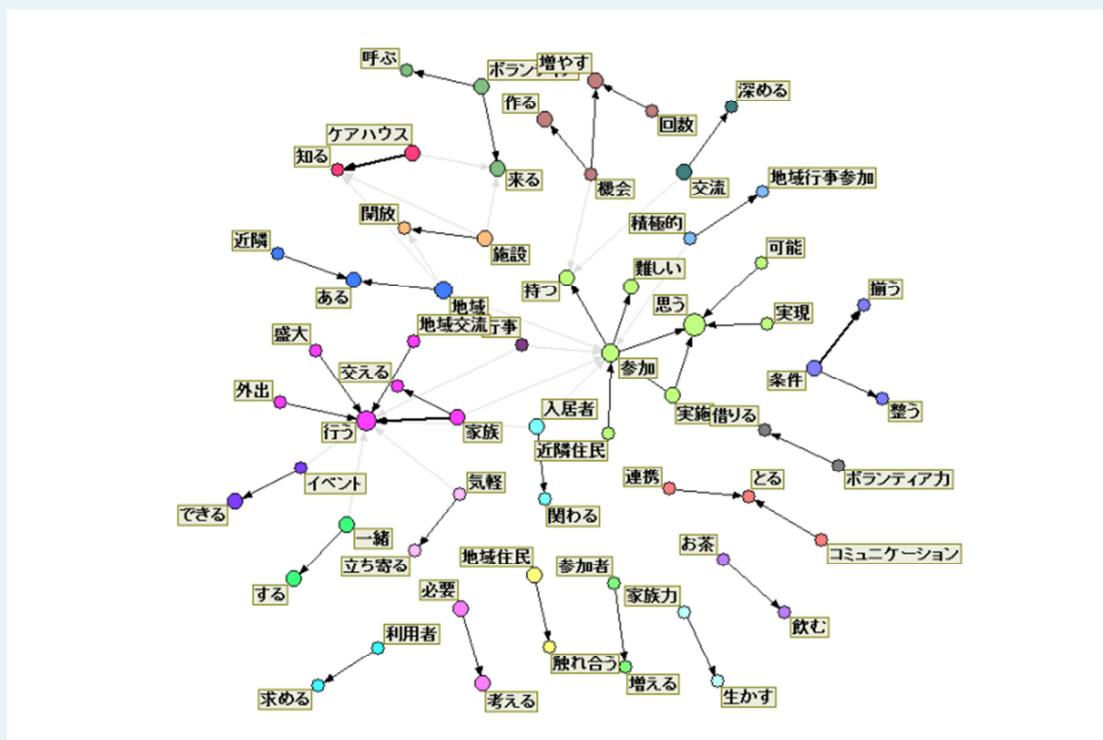 呼ぶ
増やす
深める
作る
回数
ケアハウス
知る
来る
機会
交流
地域行事参加
開放
積極的
近隣
施設
可能
難しい
持つ
ある
地域
思う
揃う
地域交流
実現
盛大
参加
交える
条件
外出
入居者
整う
行う
家族
実施
借りる
近隣住民
イベント
気軽
連携
とる
ボランティア力
できる
関わる
一緒
お茶
コミュニケーション
立ち寄る
地域住民
参加者
する
必要
家族力
飲む
利用者
触れ合う
増える
求める
考える
生かす